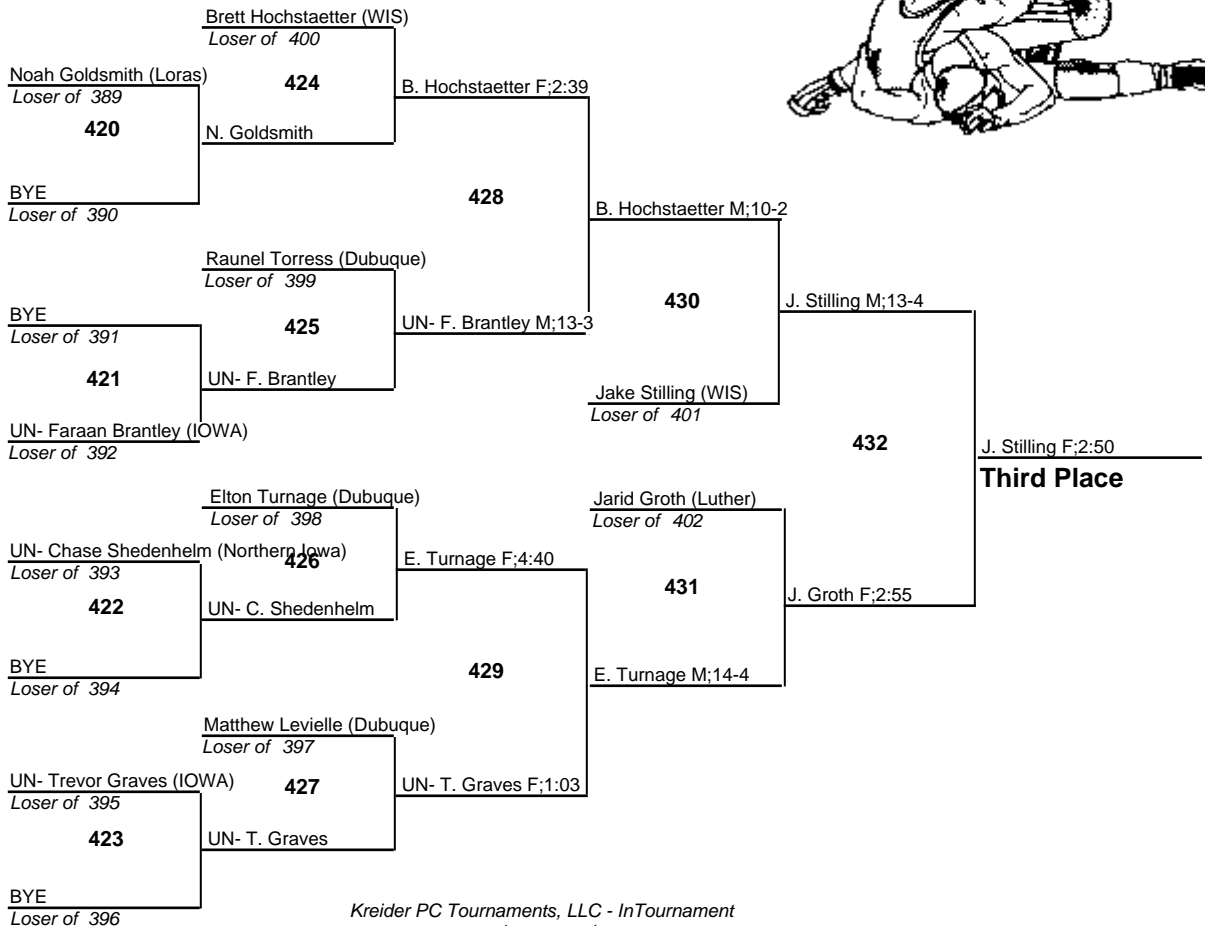 Brett Hochstaetter (WIS)
Loser of 400
Noah Goldsmith (Loras)
Loser of 389
424
B. Hochstaetter F;2:39
420
N. Goldsmith
BYE
Loser of 390
428
B. Hochstaetter M;10-2
Raunel Torress (Dubuque)
Loser of 399
BYE
Loser of 391
425
UN- F. Brantley M;13-3
430
J. Stilling M;13-4
421
UN- F. Brantley
Jake Stilling (WIS)
Loser of 401
UN- Faraan Brantley (IOWA)
Loser of 392
432
J. Stilling F;2:50
Third Place
Elton Turnage (Dubuque)
Loser of 398
Jarid Groth (Luther)
Loser of 402
UN- Chase Shedenhelm (Northern Iowa)
Loser of 393
426
E. Turnage F;4:40
422
UN- C. Shedenhelm
431
J. Groth F;2:55
BYE
Loser of 394
429
E. Turnage M;14-4
Matthew Levielle (Dubuque)
Loser of 397
UN- Trevor Graves (IOWA)
Loser of 395
427
UN- T. Graves F;1:03
423
UN- T. Graves
BYE
Loser of 396
Kreider PC Tournaments, LLC - InTournament